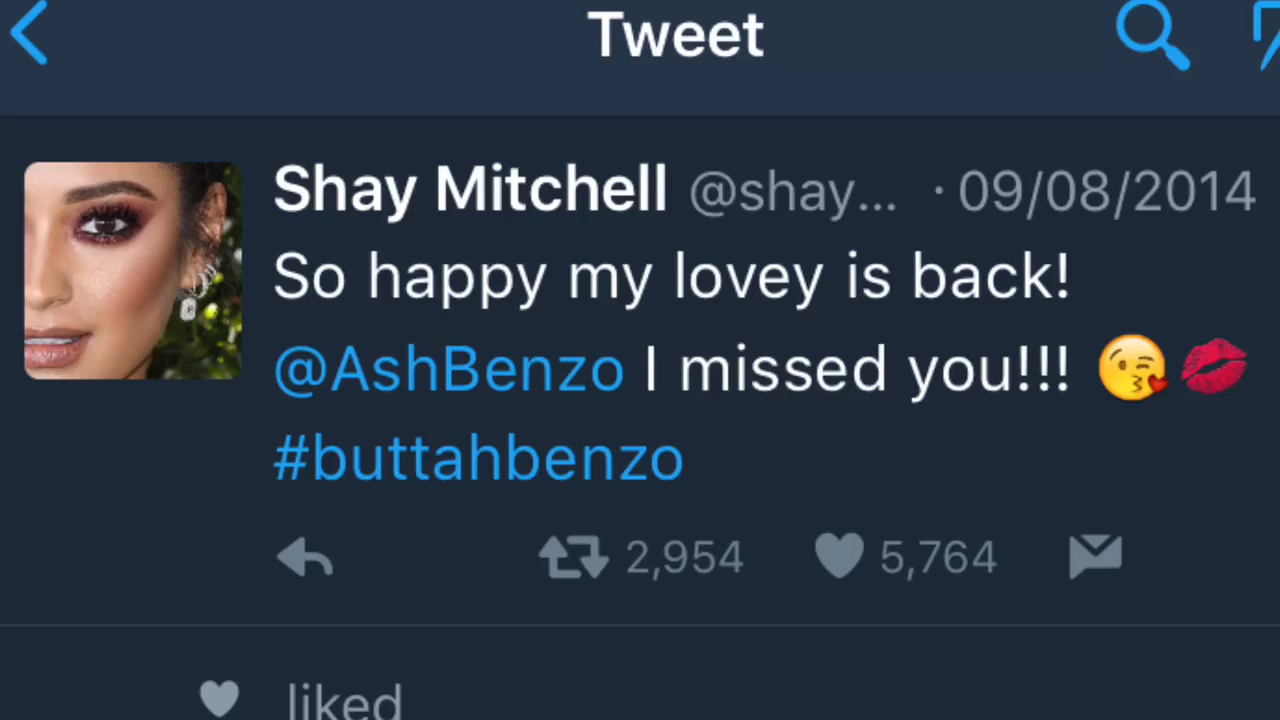 Tweet
Shay Mitchell @shay... · 09/08/2014
So happy my lovey is back!
@AshBenzo I missed you!!! 😘💋
#buttahbenzo
2,954 5,764
liked